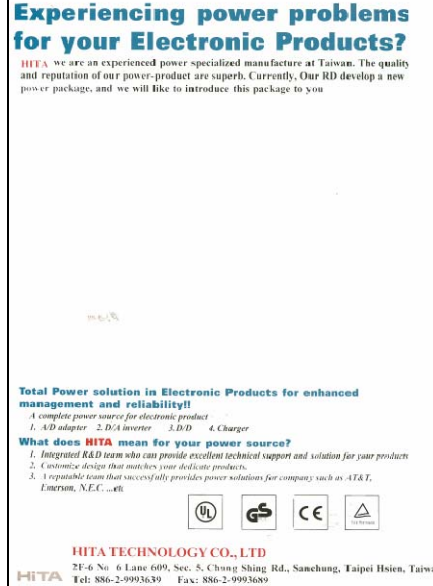 Experiencing power problems
for your Electronic Products?
HITA we are an experienced power specialized manufacture at Taiwan. The quality
and reputation of our power-product are superb. Currently, Our RD develop a new
power package, and we will like to introduce this package to you
Total Power solution in Electronic Products for enhanced
management and reliability!!
A complete power source for electronic product
1. A/D adapter 2. D/A inverter 3.D/D 4. Charger
What does HITA mean for your power source?
1. Integrated R&D team who can provide excellent technical support and solution for your products
2. Customize design that matches your dedicate products.
3. A reputable team that successfully provides power solutions for company such as AT&T,
Emerson, N.E.C. ...etc
UL GS CE
HITA TECHNOLOGY CO., LTD
2F-6 No 6 Lane 609, Sec. 5, Chung Shing Rd., Sanchung, Taipei Hsien, Taiwa
HITA Tel: 886-2-9993639 Fax: 886-2-9993689